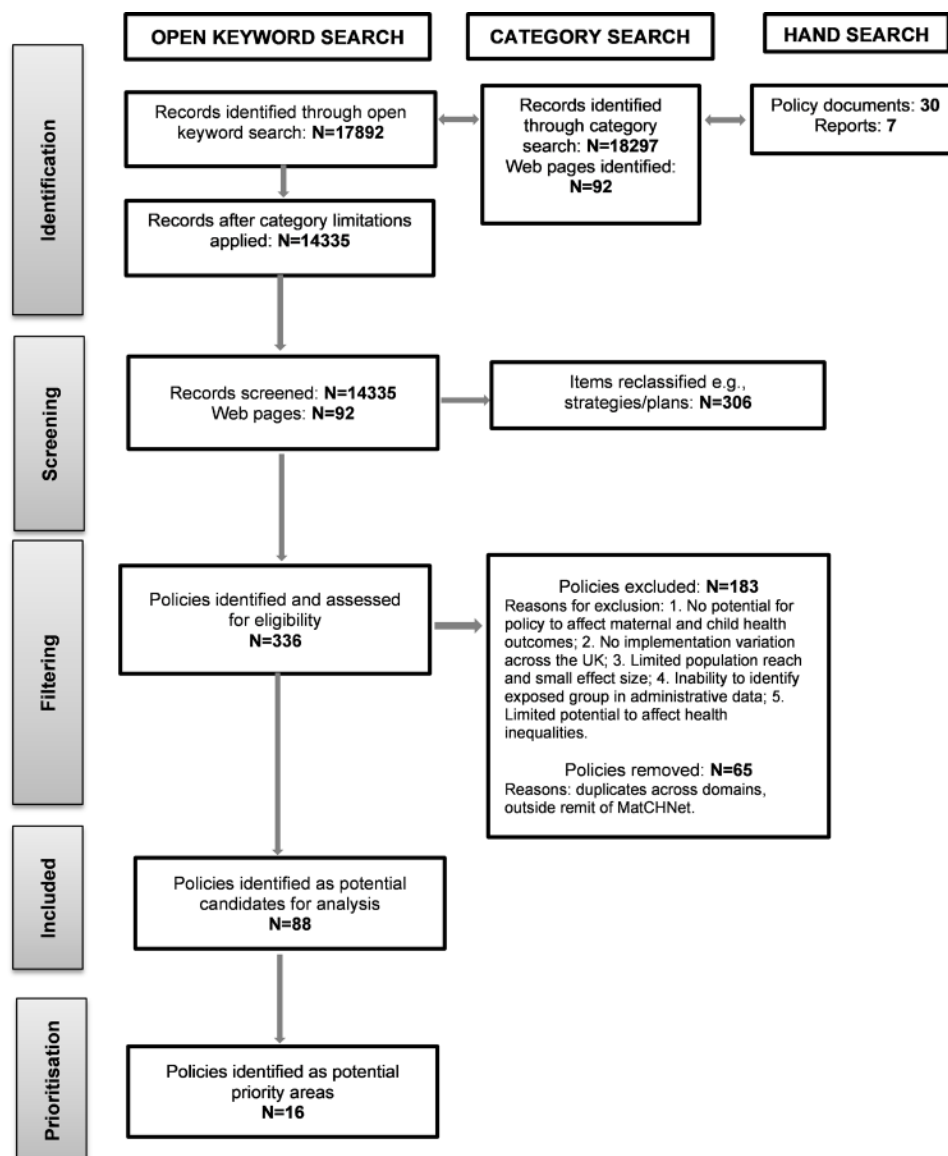 OPEN KEYWORD SEARCH
CATEGORY SEARCH
HAND SEARCH
Identification
Records identified through open
keyword search: N=17892
Records identified
through category
search: N=18297
Web pages identified:
N=92
Policy documents: 30
Reports: 7
Records after category limitations
applied: N=14335
Screening
Records screened: N=14335
Web pages: N=92
Items reclassified e.g.,
strategies/plans: N=306
Filtering
Policies identified and assessed
for eligibility
N=336
Policies excluded: N=183
Reasons for exclusion: 1. No potential for
policy to affect maternal and child health
outcomes; 2. No implementation variation
across the UK; 3. Limited population reach
and small effect size; 4. Inability to identify
exposed group in administrative data; 5.
Limited potential to affect health
inequalities.
Policies removed: N=65
Reasons: duplicates across domains,
outside remit of MatCHNet.
Included
Policies identified as potential
candidates for analysis
N=88
Prioritisation
Policies identified as potential
priority areas
N=16